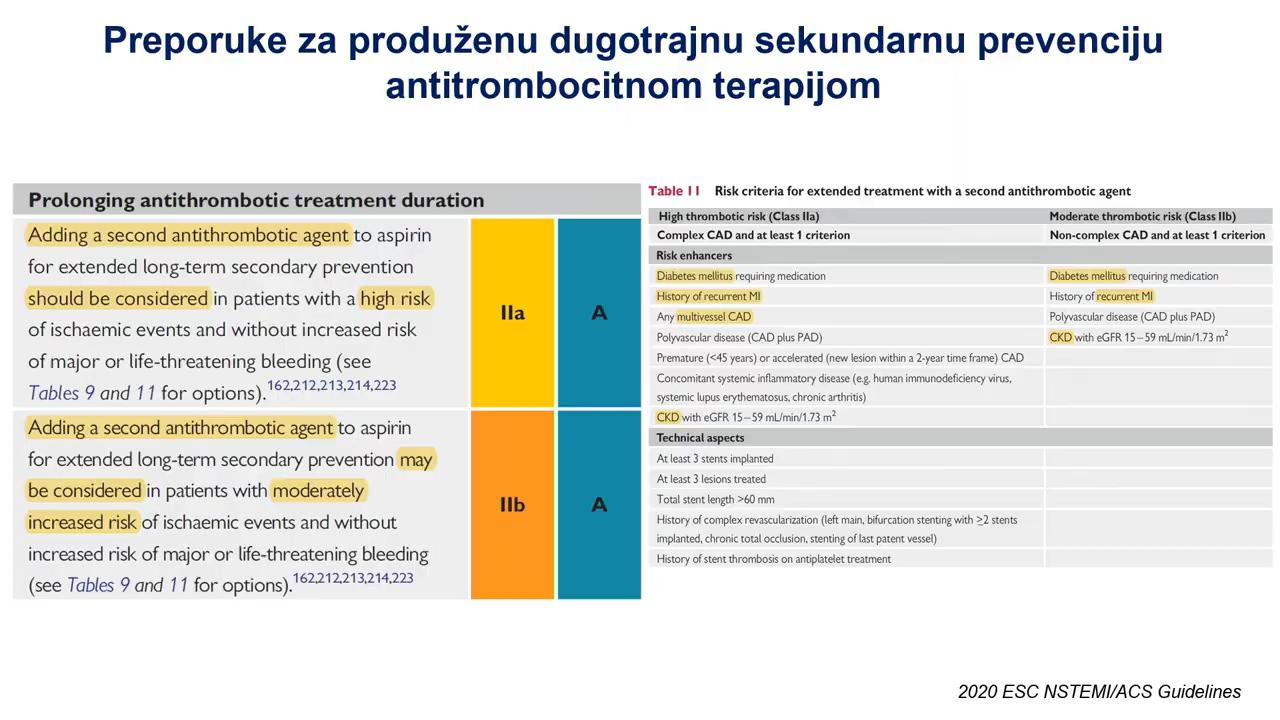 Preporuke za produženu dugotrajnu sekundarnu prevenciju
antitrombocitnom terapijom
Prolonging antithrombotic treatment duration
Adding a second antithrombotic agent to aspirin
for extended long-term secondary prevention
should be considered in patients with a high risk
of ischaemic events and without increased risk
of major or life-threatening bleeding (see
Tables 9 and 11 for options).162,212,213,214,223
IIa
A
Adding a second antithrombotic agent to aspirin
for extended long-term secondary prevention may
be considered in patients with moderately
increased risk of ischaemic events and without
increased risk of major or life-threatening bleeding
(see Tables 9 and 11 for options).162,212,213,214,223
IIb
A
Table 11 Risk criteria for extended treatment with a second antithrombotic agent
High thrombotic risk (Class IIa)
Moderate thrombotic risk (Class IIb)
Complex CAD and at least 1 criterion
Non-complex CAD and at least 1 criterion
Risk enhancers
Diabetes mellitus requiring medication
Diabetes mellitus requiring medication
History of recurrent MI
History of recurrent MI
Any multivessel CAD
Polyvascular disease (CAD plus PAD)
Polyvascular disease (CAD plus PAD)
CKD with eGFR 15–59 mL/min/1.73 m²
Premature (<45 years) or accelerated (new lesion within a 2-year time frame) CAD
Concomitant systemic inflammatory disease (e.g. human immunodeficiency virus,
systemic lupus erythematosus, chronic arthritis)
CKD with eGFR 15–59 mL/min/1.73 m²
Technical aspects
At least 3 stents implanted
At least 3 lesions treated
Total stent length >60 mm
History of complex revascularization (left main, bifurcation stenting with ≥2 stents
implanted, chronic total occlusion, stenting of last patent vessel)
History of stent thrombosis on antiplatelet treatment
2020 ESC NSTEMI/ACS Guidelines